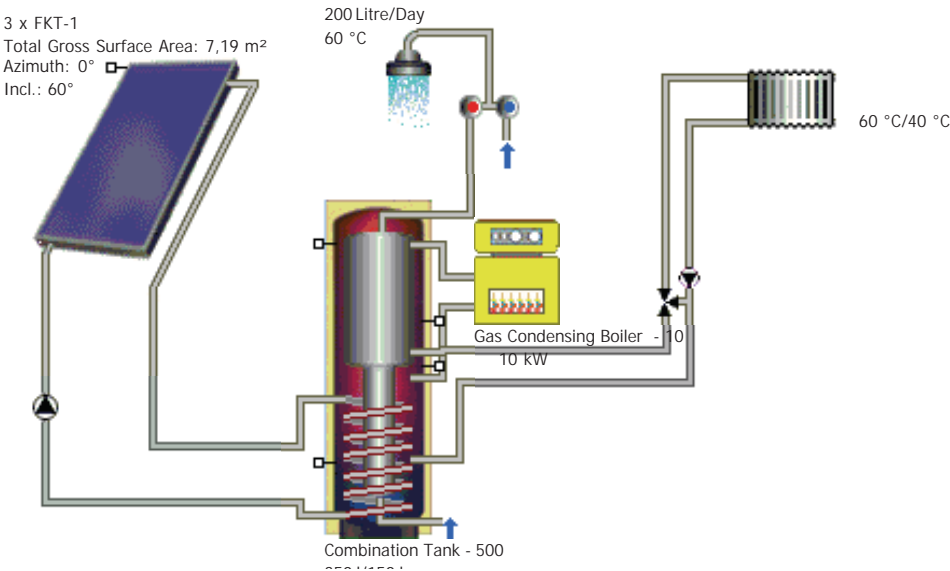 3 x FKT-1
Total Gross Surface Area: 7,19 m²
Azimuth: 0°
Incl.: 60°
200 Litre/Day
60 °C
60 °C/40 °C
Gas Condensing Boiler - 10
10 kW
Combination Tank - 500